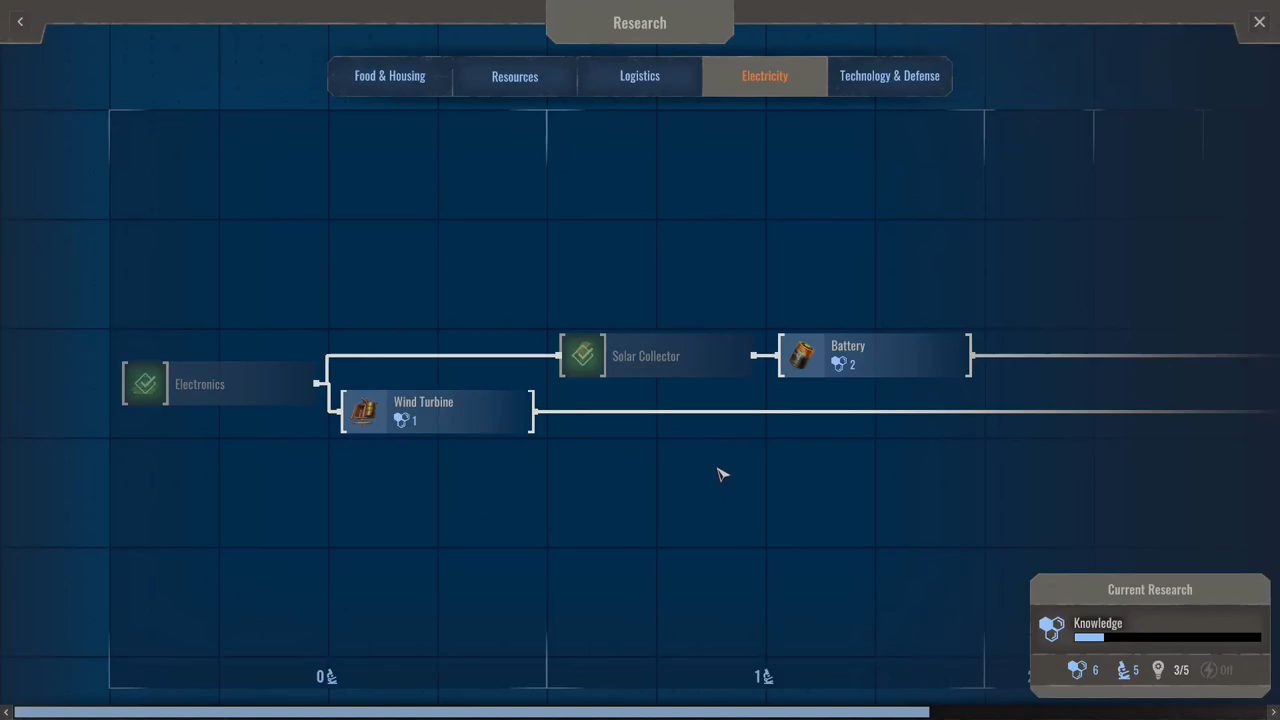 Research
Food & Housing
Resources
Logistics
Electricity
Technology & Defense
Solar Collector
Battery
2
Electronics
Wind Turbine
1
Current Research
Knowledge
6
5
3/5
Off
0
1